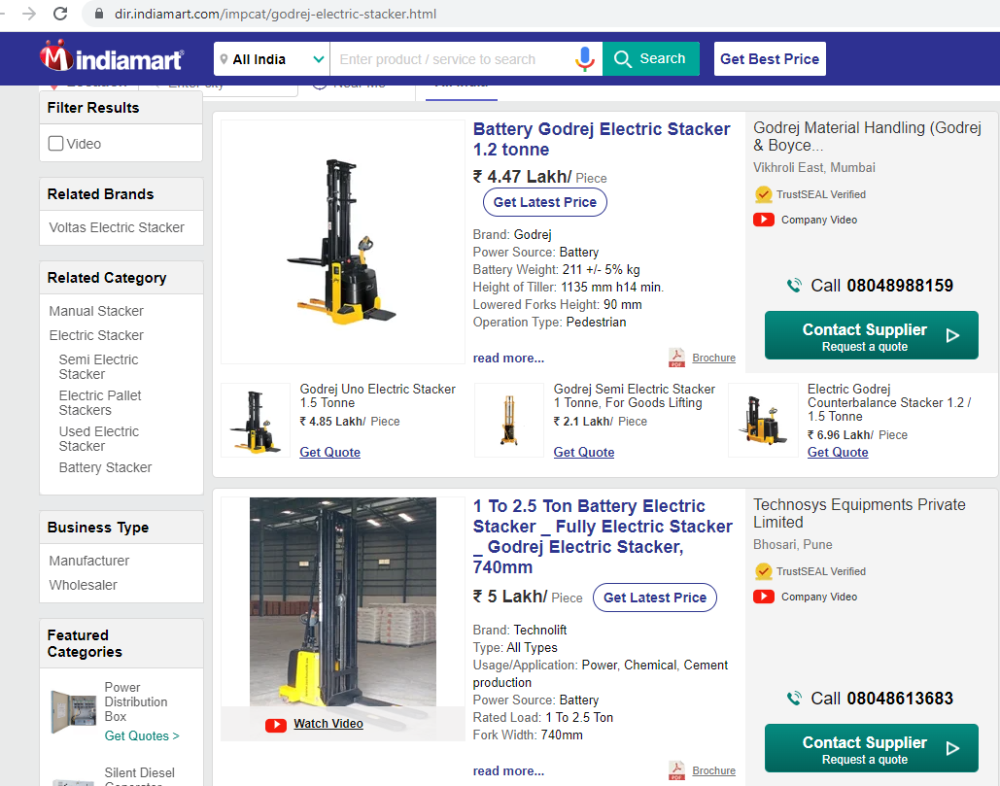 dir.indiamart.com/impcat/godrej-electric-stacker.html
indiamart®
All India
Enter product / service to search
Search
Get Best Price
Filter Results
Video
Related Brands
Voltas Electric Stacker
Related Category
Manual Stacker
Electric Stacker
Semi Electric
Stacker
Electric Pallet
Stackers
Used Electric
Stacker
Battery Stacker
Business Type
Manufacturer
Wholesaler
Featured
Categories
Power
Distribution
Box
Get Quotes >
Silent Diesel
Battery Godrej Electric Stacker
1.2 tonne
₹ 4.47 Lakh/ Piece
Get Latest Price
Brand: Godrej
Power Source: Battery
Battery Weight: 211 +/- 5% kg
Height of Tiller: 1135 mm h14 min.
Lowered Forks Height: 90 mm
Operation Type: Pedestrian
read more...
PDF
Brochure
Godrej Material Handling (Godrej
& Boyce...
Vikhroli East, Mumbai
TrustSEAL Verified
Company Video
Call 08048988159
Contact Supplier
Request a quote
Godrej Uno Electric Stacker
1.5 Tonne
₹ 4.85 Lakh/ Piece
Get Quote
Godrej Semi Electric Stacker
1 Tonne, For Goods Lifting
₹ 2.1 Lakh/ Piece
Get Quote
Electric Godrej
Counterbalance Stacker 1.2 /
1.5 Tonne
₹ 6.96 Lakh/ Piece
Get Quote
Watch Video
1 To 2.5 Ton Battery Electric
Stacker _ Fully Electric Stacker
_ Godrej Electric Stacker,
740mm
₹ 5 Lakh/ Piece
Get Latest Price
Brand: Technolift
Type: All Types
Usage/Application: Power, Chemical, Cement
production
Power Source: Battery
Rated Load: 1 To 2.5 Ton
Fork Width: 740mm
read more...
PDF
Brochure
Technosys Equipments Private
Limited
Bhosari, Pune
TrustSEAL Verified
Company Video
Call 08048613683
Contact Supplier
Request a quote